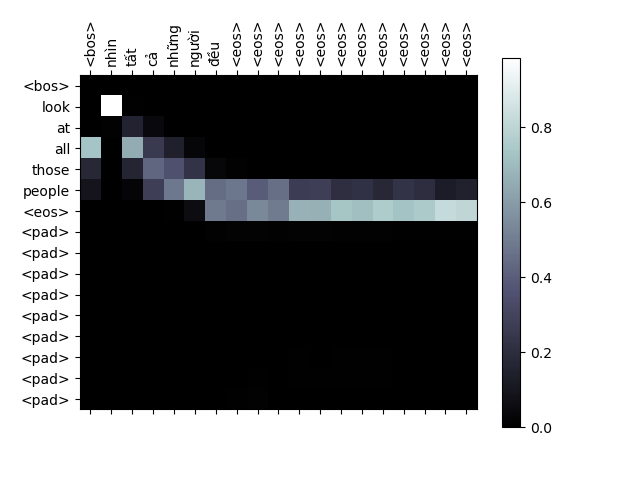 <bos> nhìn tất cả những người đều <eos> <eos> <eos> <eos> <eos> <eos> <eos> <eos> <eos> <eos> <eos> <eos>
<bos>
look
at
all
those
people
<eos>
<pad>
<pad>
<pad>
<pad>
<pad>
<pad>
<pad>
<pad>
<pad>
0.8
0.6
0.4
0.2
0.0